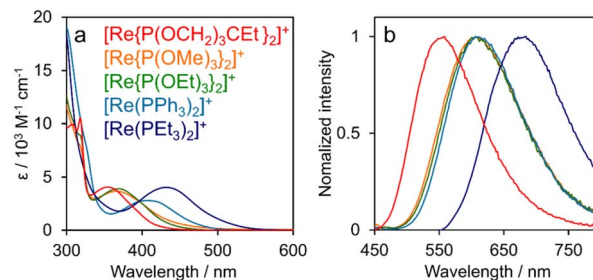 a
[Re{P(OCH₂)₃CEt}₂]⁺
[Re{P(OMe)₃}₂]⁺
[Re{P(OEt)₃}₂]⁺
[Re(PPh₃)₂]⁺
[Re(PEt₃)₂]⁺
ε / 10³ M⁻¹ cm⁻¹
20
15
10
5
0
300 400 500 600
Wavelength / nm
b
Normalized intensity
1
0.5
0
450 550 650 750
Wavelength / nm